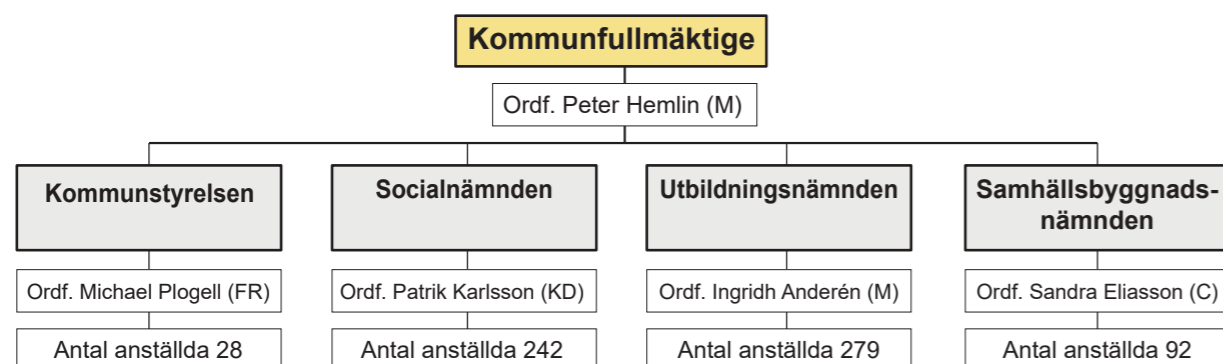 Kommunfullmäktige
Ordf. Peter Hemlin (M)
Kommunstyrelsen
Socialnämnden
Utbildningsnämnden
Samhällsbyggnads-
nämnden
Ordf. Michael Plogell (FR)
Ordf. Patrik Karlsson (KD)
Ordf. Ingridh Anderén (M)
Ordf. Sandra Eliasson (C)
Antal anställda 28
Antal anställda 242
Antal anställda 279
Antal anställda 92